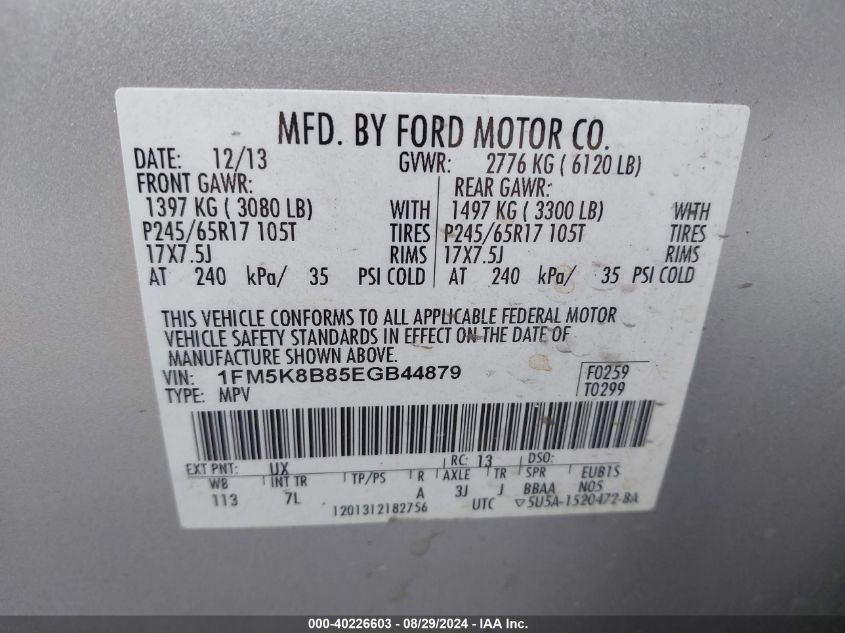 MFD. BY FORD MOTOR CO.
DATE: 12/13 GVWR: 2776 KG ( 6120 LB)
FRONT GAWR: REAR GAWR:
1397 KG ( 3080 LB) WITH 1497 KG ( 3300 LB) WITH
P245/65R17 105T TIRES P245/65R17 105T TIRES
17X7.5J RIMS 17X7.5J RIMS
AT 240 kPa/ 35 PSI COLD AT 240 kPa/ 35 PSI COLD
THIS VEHICLE CONFORMS TO ALL APPLICABLE FEDERAL MOTOR
VEHICLE SAFETY STANDARDS IN EFFECT ON THE DATE OF
MANUFACTURE SHOWN ABOVE.
VIN: 1FM5K8B85EGB44879 F0259
TYPE: MPV T0299
EXT PNT: UX RC: 13 DSO:
WB INT TR TP/PS R AXLE TR SPR EUB1S
113 7L A 3J J BBAA N05
1201312182756 UTC ▽5U5A-1520472-BA
000-40226603 - 08/29/2024 - IAA Inc.